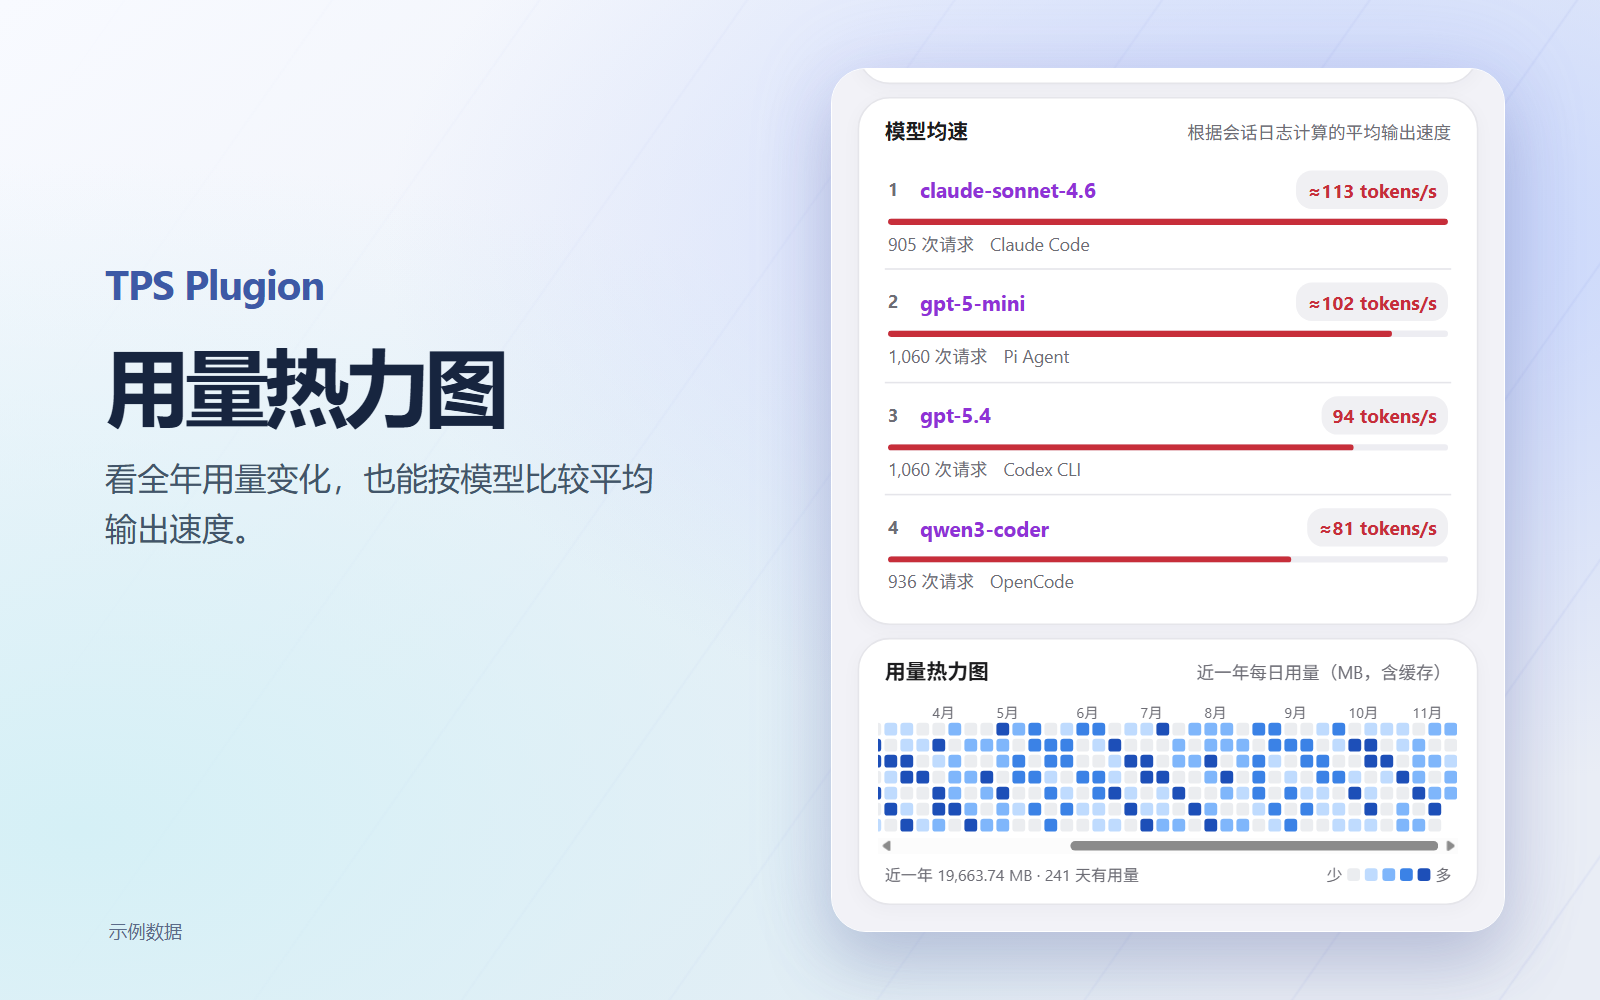 TPS Plugion
用量热力图
看全年用量变化，也能按模型比较平均
输出速度。
示例数据
模型均速 根据会话日志计算的平均输出速度
1 claude-sonnet-4.6 ≈113 tokens/s
905 次请求 Claude Code
2 gpt-5-mini ≈102 tokens/s
1,060 次请求 Pi Agent
3 gpt-5.4 94 tokens/s
1,060 次请求 Codex CLI
4 qwen3-coder ≈81 tokens/s
936 次请求 OpenCode
用量热力图 近一年每日用量（MB，含缓存）
4月 5月 6月 7月 8月 9月 10月 11月
近一年 19,663.74 MB · 241 天有用量 少 多